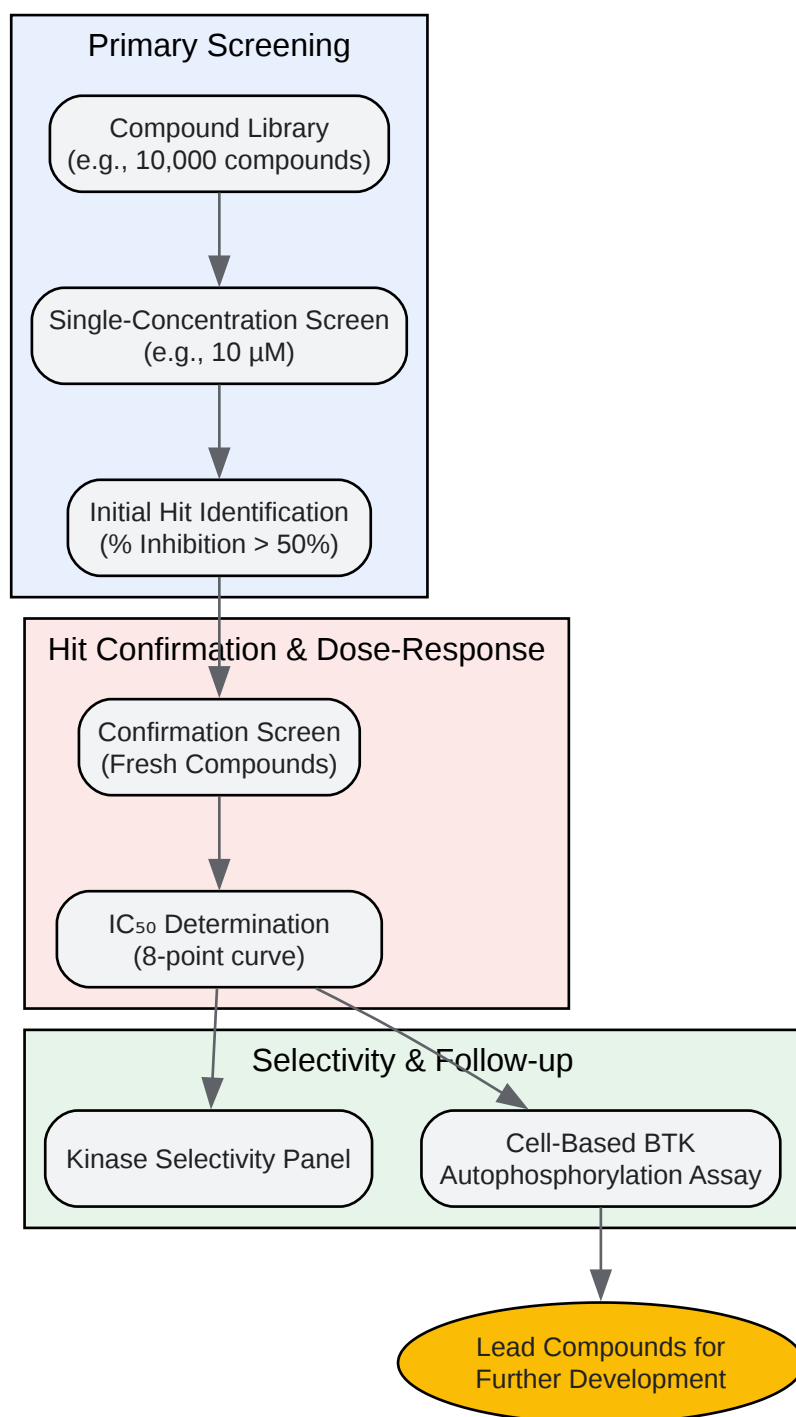 Primary Screening
Compound Library
(e.g., 10,000 compounds)
Single-Concentration Screen
(e.g., 10 µM)
Initial Hit Identification
(% Inhibition > 50%)
Hit Confirmation & Dose-Response
Confirmation Screen
(Fresh Compounds)
IC₅₀ Determination
(8-point curve)
Selectivity & Follow-up
Kinase Selectivity Panel
Cell-Based BTK
Autophosphorylation Assay
Lead Compounds for
Further Development